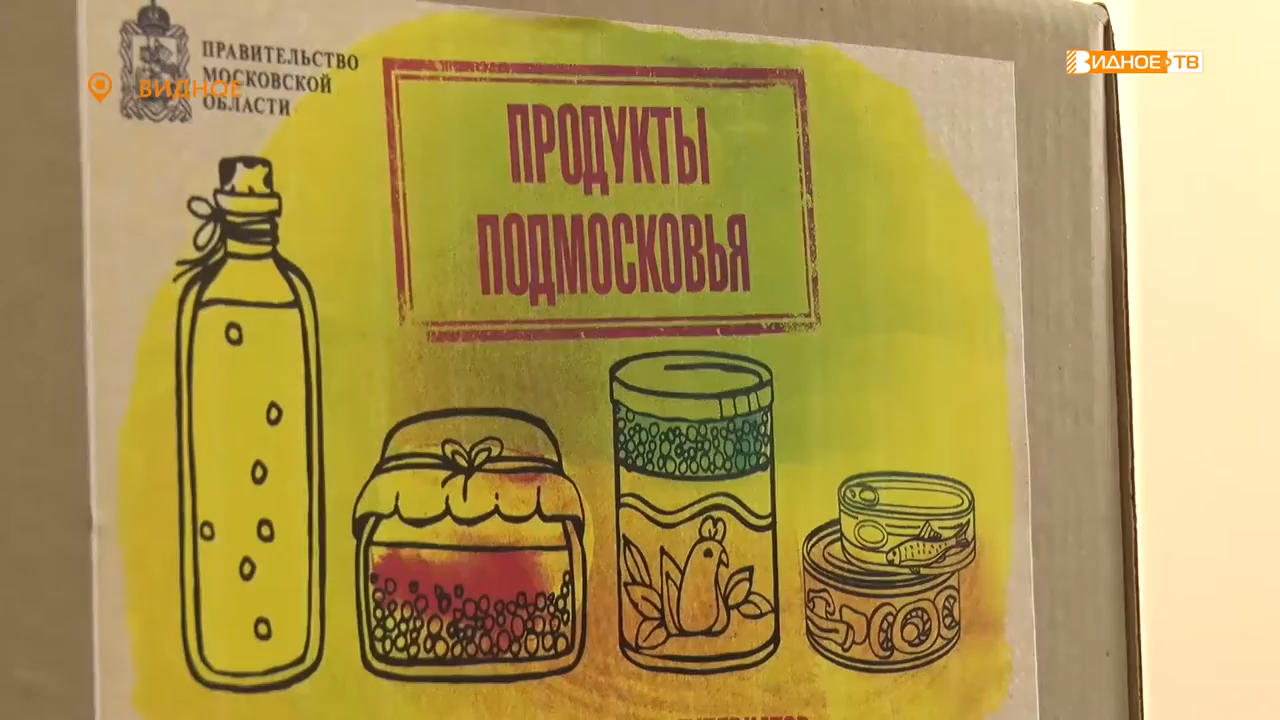 ПРАВИТЕЛЬСТВО
МОСКОВСКОЙ
ОБЛАСТИ
ВИДНОЕ
ВИДНОЕ ТВ
ПРОДУКТЫ
ПОДМОСКОВЬЯ